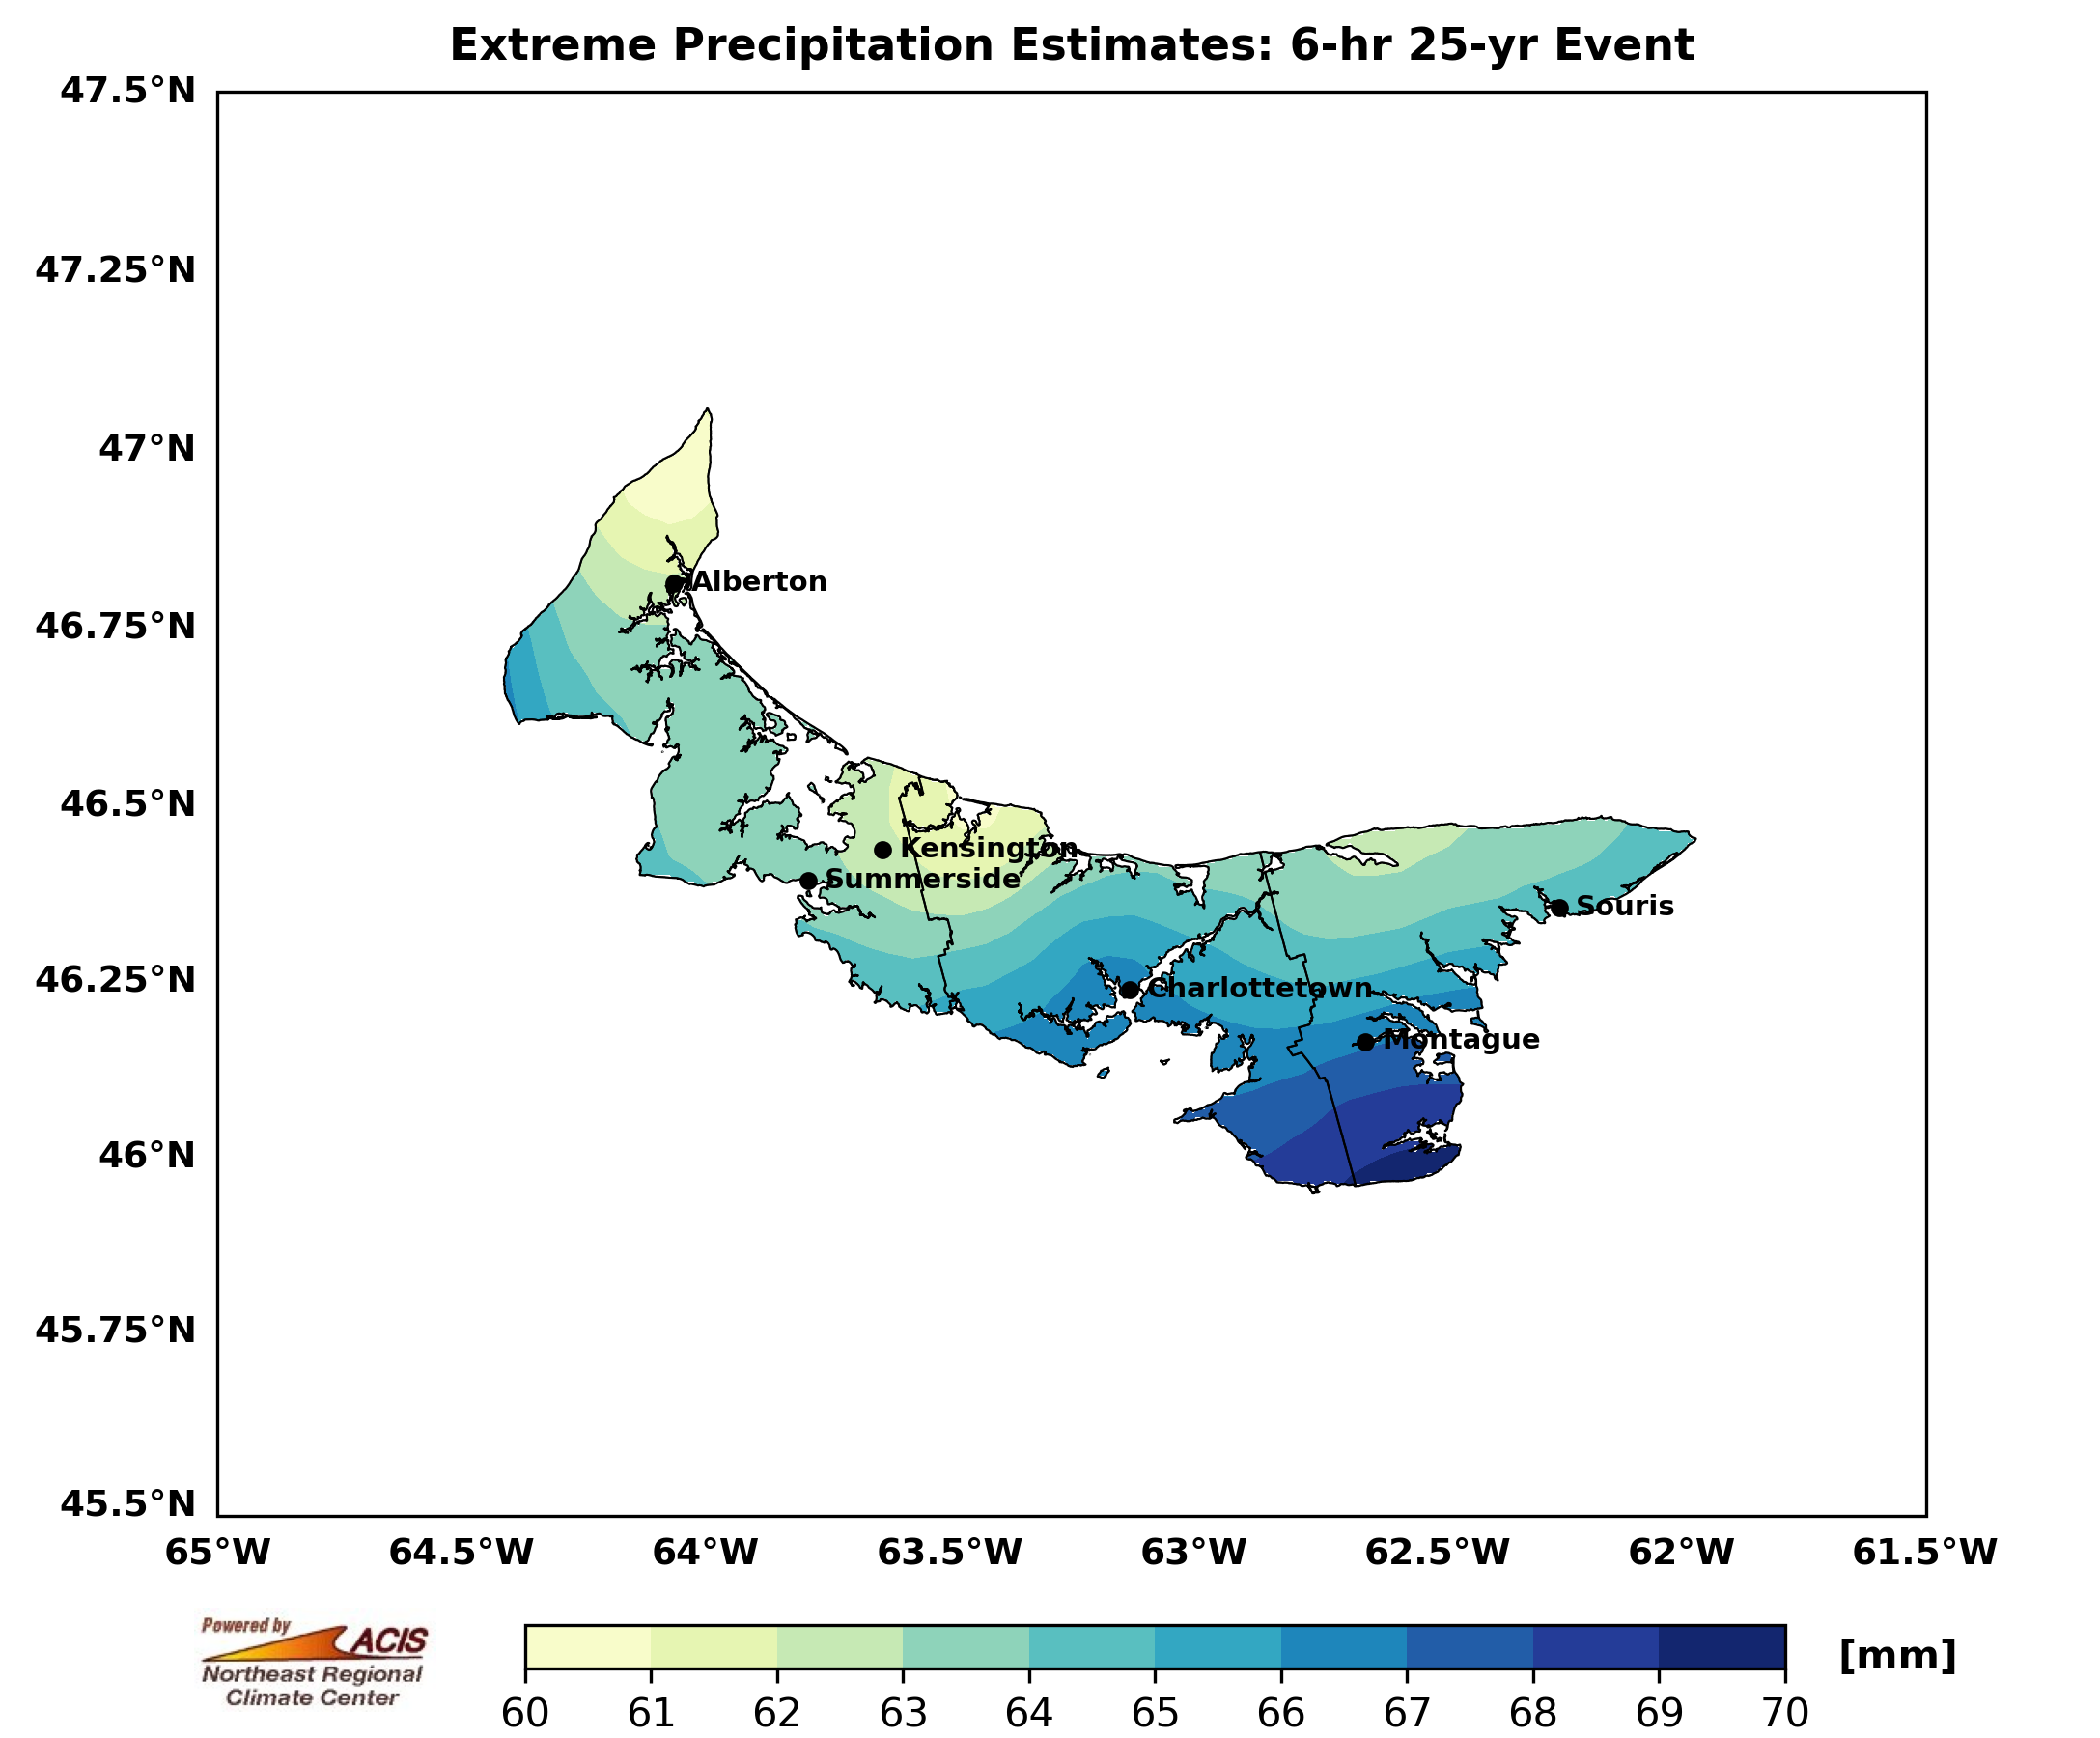 Extreme Precipitation Estimates: 6-hr 25-yr Event
47.5°N
47.25°N
47°N
46.75°N
46.5°N
46.25°N
46°N
45.75°N
45.5°N
Alberton
Kensington
Summerside
Souris
Charlottetown
Montague
65°W 64.5°W 64°W 63.5°W 63°W 62.5°W 62°W 61.5°W
Powered by
ACIS
Northeast Regional
Climate Center
60 61 62 63 64 65 66 67 68 69 70
[mm]